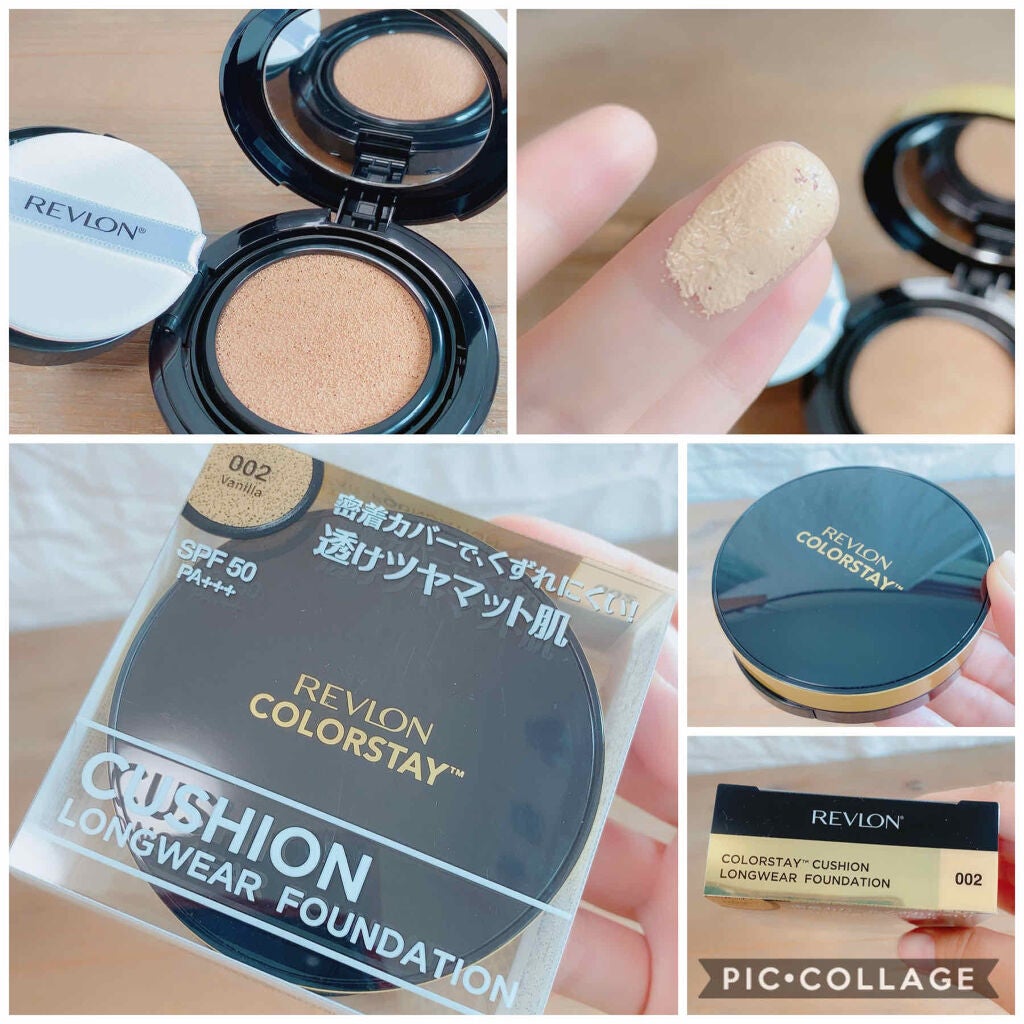 REVLON®
002
Vanilla
SPF 50
PA+++
密着カバーで、くずれにくい!
透けツヤマット肌
REVLON
COLORSTAY™
CUSHION
LONGWEAR FOUNDATION
REVLON
COLORSTAY™
REVLON®
COLORSTAY™ CUSHION
LONGWEAR FOUNDATION
002
PIC•COLLAGE